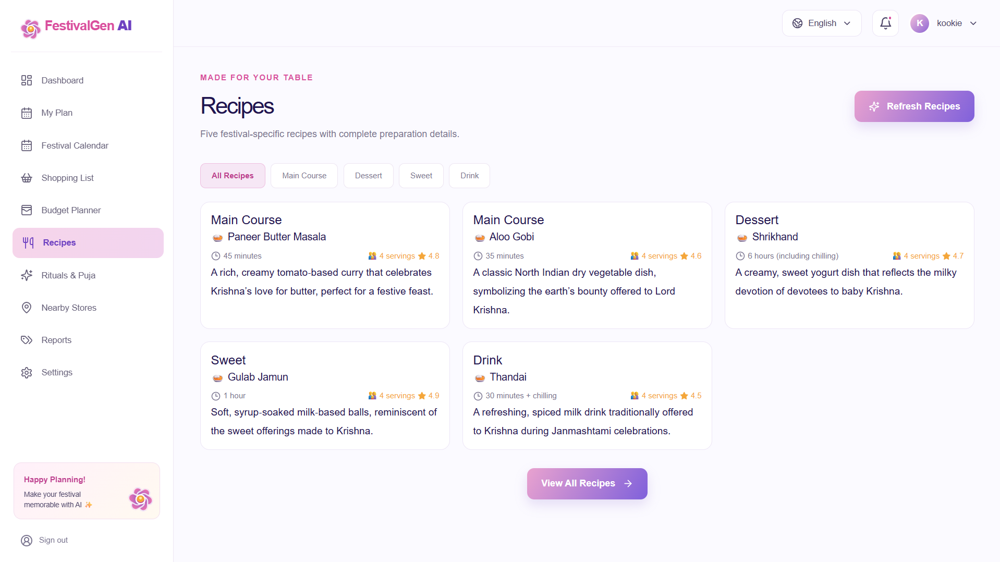 FestivalGen AI
English
K
kookie
Dashboard
My Plan
Festival Calendar
Shopping List
Budget Planner
Recipes
Rituals & Puja
Nearby Stores
Reports
Settings
Happy Planning!
Make your festival
memorable with AI ✨
Sign out
MADE FOR YOUR TABLE
Recipes
Five festival-specific recipes with complete preparation details.
Refresh Recipes
All Recipes
Main Course
Dessert
Sweet
Drink
Main Course
Paneer Butter Masala
45 minutes
4 servings ★ 4.8
A rich, creamy tomato-based curry that celebrates
Krishna’s love for butter, perfect for a festive feast.
Main Course
Aloo Gobi
35 minutes
4 servings ★ 4.6
A classic North Indian dry vegetable dish,
symbolizing the earth’s bounty offered to Lord
Krishna.
Dessert
Shrikhand
6 hours (including chilling)
4 servings ★ 4.7
A creamy, sweet yogurt dish that reflects the milky
devotion of devotees to baby Krishna.
Sweet
Gulab Jamun
1 hour
4 servings ★ 4.9
Soft, syrup-soaked milk-based balls, reminiscent of
the sweet offerings made to Krishna.
Drink
Thandai
30 minutes + chilling
4 servings ★ 4.5
A refreshing, spiced milk drink traditionally offered
to Krishna during Janmashtami celebrations.
View All Recipes →